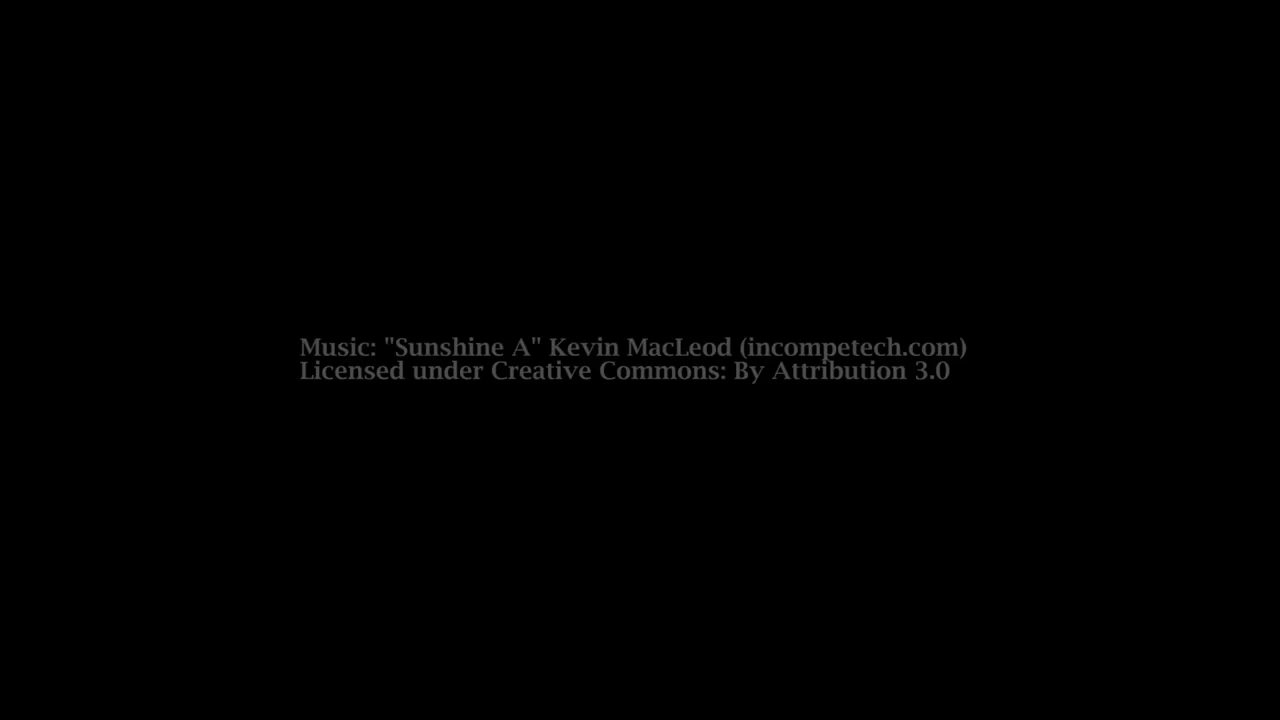 Music: "Sunshine A" Kevin MacLeod (incompetech.com)
Licensed under Creative Commons: By Attribution 3.0